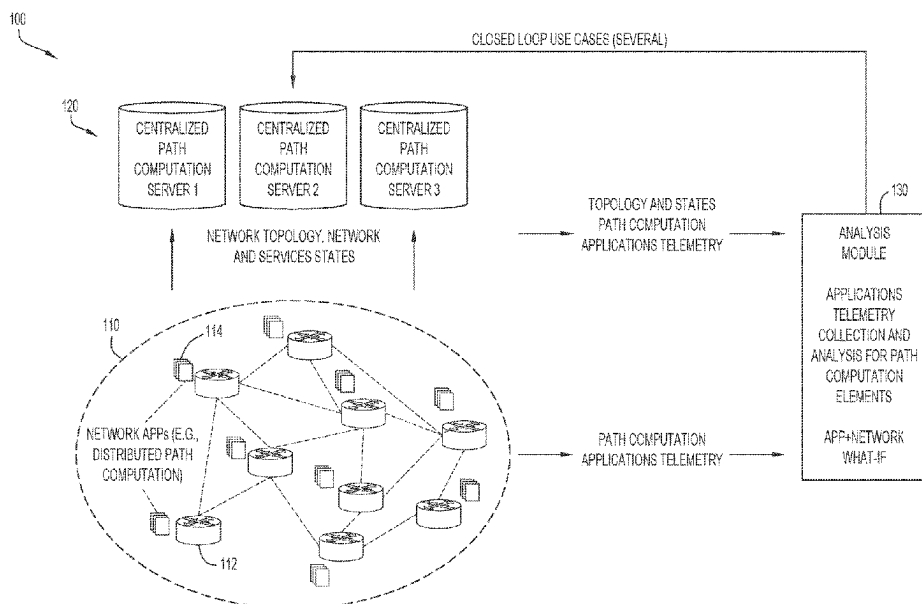 100
CLOSED LOOP USE CASES (SEVERAL)
120
CENTRALIZED
PATH
COMPUTATION
SERVER 1
CENTRALIZED
PATH
COMPUTATION
SERVER 2
CENTRALIZED
PATH
COMPUTATION
SERVER 3
NETWORK TOPOLOGY, NETWORK
AND SERVICES STATES
TOPOLOGY AND STATES
PATH COMPUTATION
APPLICATIONS TELEMETRY
130
ANALYSIS
MODULE
APPLICATIONS
TELEMETRY
COLLECTION AND
ANALYSIS FOR PATH
COMPUTATION
ELEMENTS
APP+NETWORK
WHAT-IF
110
114
NETWORK APPs (E.G.,
DISTRIBUTED PATH
COMPUTATION)
PATH COMPUTATION
APPLICATIONS TELEMETRY
112